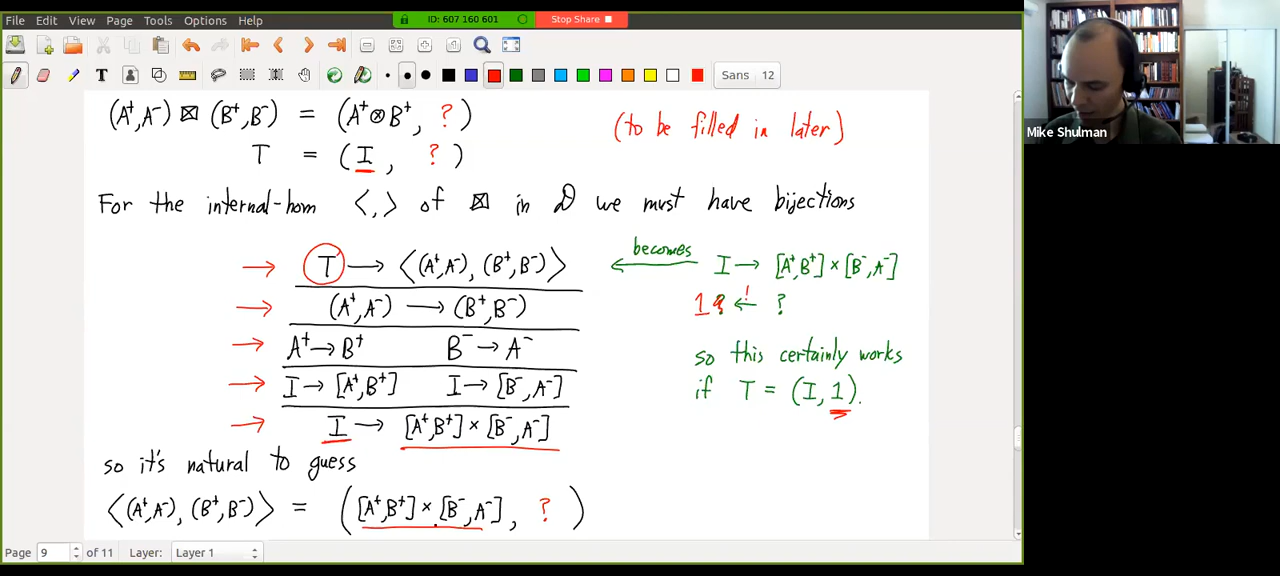 File Edit View Page Tools Options Help
ID: 607 160 601
Stop Share
Sans 12
(A⁺,A⁻) ⊠ (B⁺,B⁻) = (A⁺⊗B⁺, ?) (to be filled in later)
T = (I, ?)
For the internal-hom ⟨,⟩ of ⊠ in 𝒟 we must have bijections
T → ⟨(A⁺,A⁻), (B⁺,B⁻)⟩
(A⁺,A⁻) → (B⁺,B⁻)
A⁺ → B⁺ B⁻ → A⁻
I → [A⁺,B⁺] I → [B⁻,A⁻]
I → [A⁺,B⁺] × [B⁻,A⁻]
becomes
I → [A⁺,B⁺] × [B⁻,A⁻]
1 ? ←! ?
so this certainly works
if T = (I, 1).
so it's natural to guess
⟨(A⁺,A⁻), (B⁺,B⁻)⟩ = ([A⁺,B⁺] × [B⁻,A⁻], ?)
Page 9 of 11 Layer: Layer 1
Mike Shulman